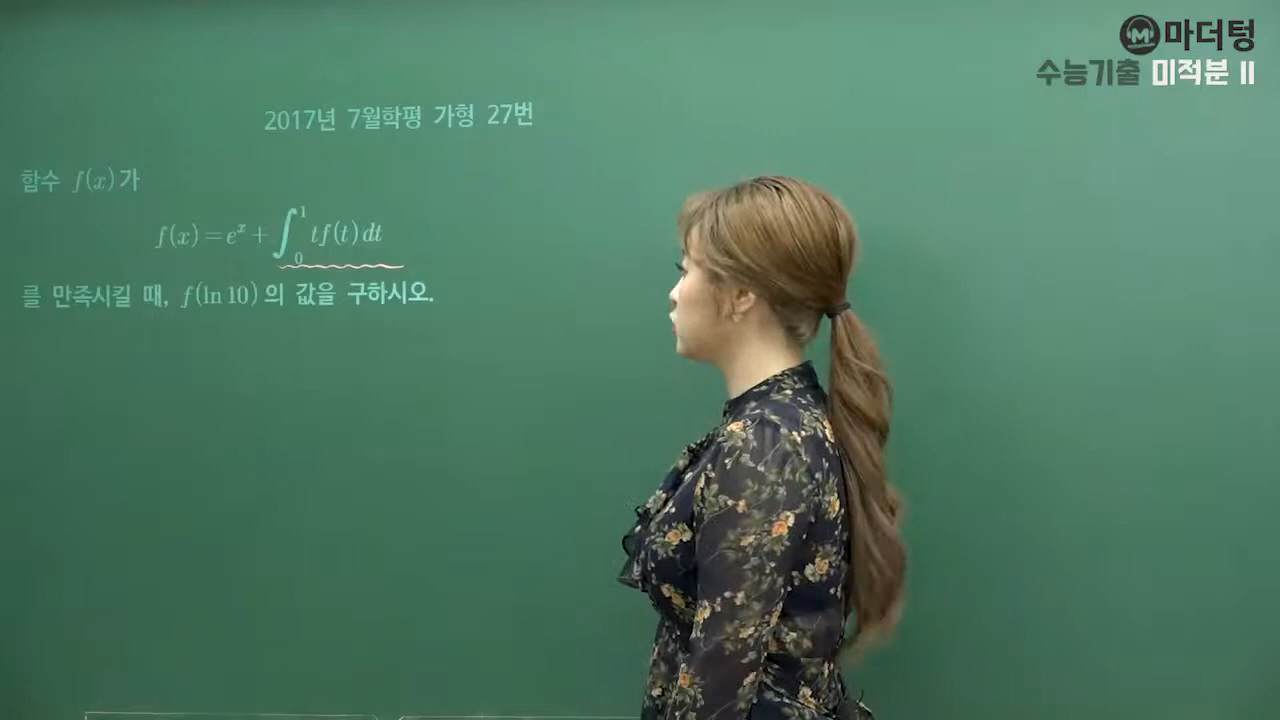 마더텅
수능기출 미적분 II
2017년 7월학평 가형 27번
함수 f(x)가
f(x)=e^x+∫_0^1 tf(t)dt
를 만족시킬 때, f(ln 10)의 값을 구하시오.